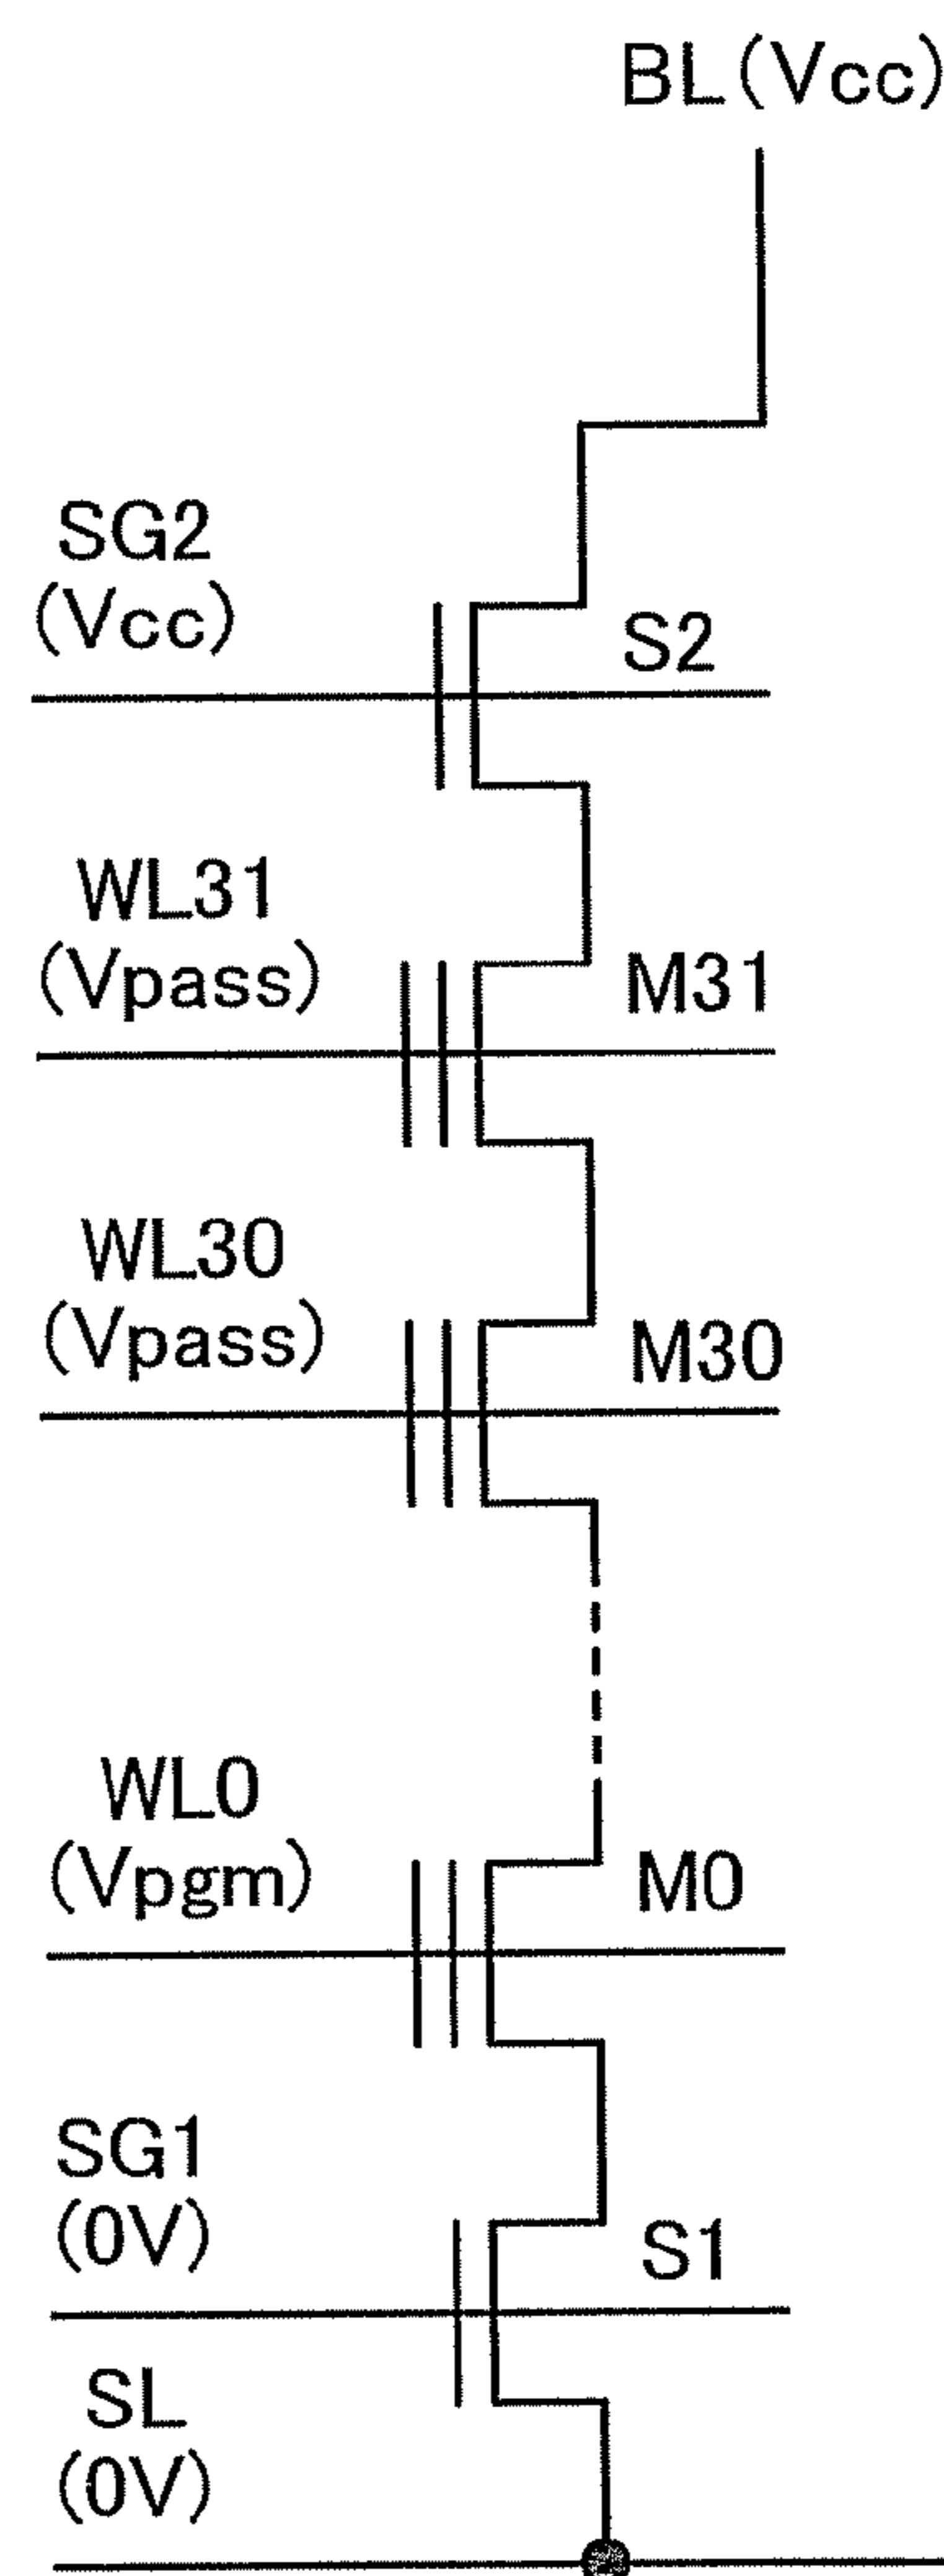 BL(Vcc)
SG2
(Vcc)
S2
WL31
(Vpass)
M31
WL30
(Vpass)
M30
WL0
(Vpgm)
M0
SG1
(0V)
S1
SL
(0V)